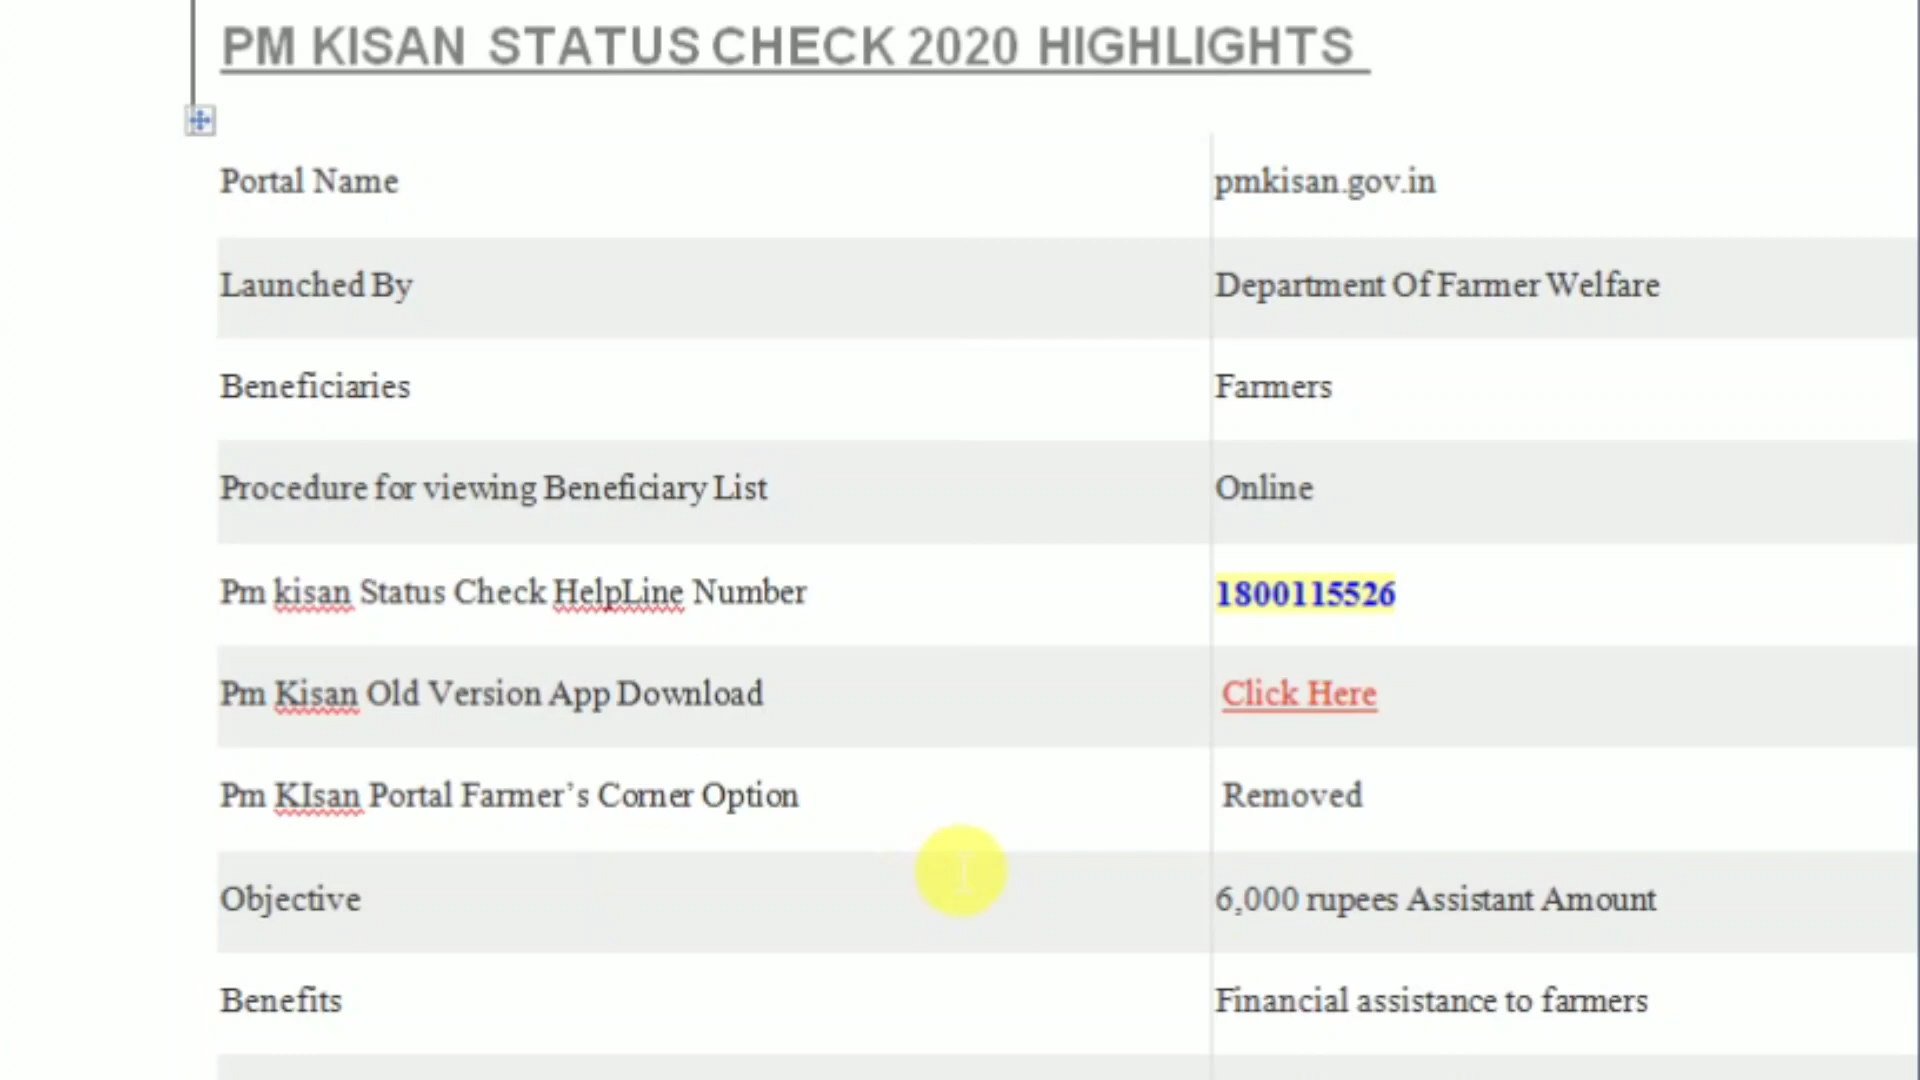 PM KISAN STATUS CHECK 2020 HIGHLIGHTS
Portal Name pmkisan.gov.in
Launched By Department Of Farmer Welfare
Beneficiaries Farmers
Procedure for viewing Beneficiary List Online
Pm kisan Status Check HelpLine Number 1800115526
Pm Kisan Old Version App Download Click Here
Pm KIsan Portal Farmer’s Corner Option Removed
Objective 6,000 rupees Assistant Amount
Benefits Financial assistance to farmers